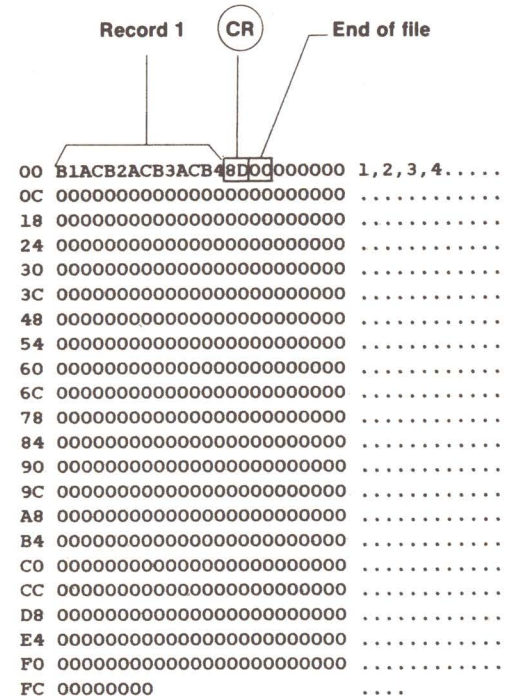 Record 1 CR End of file
00 B1ACB2ACB3ACB48D0000000000 1,2,3,4.....
0C 000000000000000000000000 ............
18 000000000000000000000000 ............
24 000000000000000000000000 ............
30 000000000000000000000000 ............
3C 000000000000000000000000 ............
48 000000000000000000000000 ............
54 000000000000000000000000 ............
60 000000000000000000000000 ............
6C 000000000000000000000000 ............
78 000000000000000000000000 ............
84 000000000000000000000000 ............
90 000000000000000000000000 ............
9C 000000000000000000000000 ............
A8 000000000000000000000000 ............
B4 000000000000000000000000 ............
C0 000000000000000000000000 ............
CC 000000000000000000000000 ............
D8 000000000000000000000000 ............
E4 000000000000000000000000 ............
F0 000000000000000000000000 ............
FC 00000000 ....